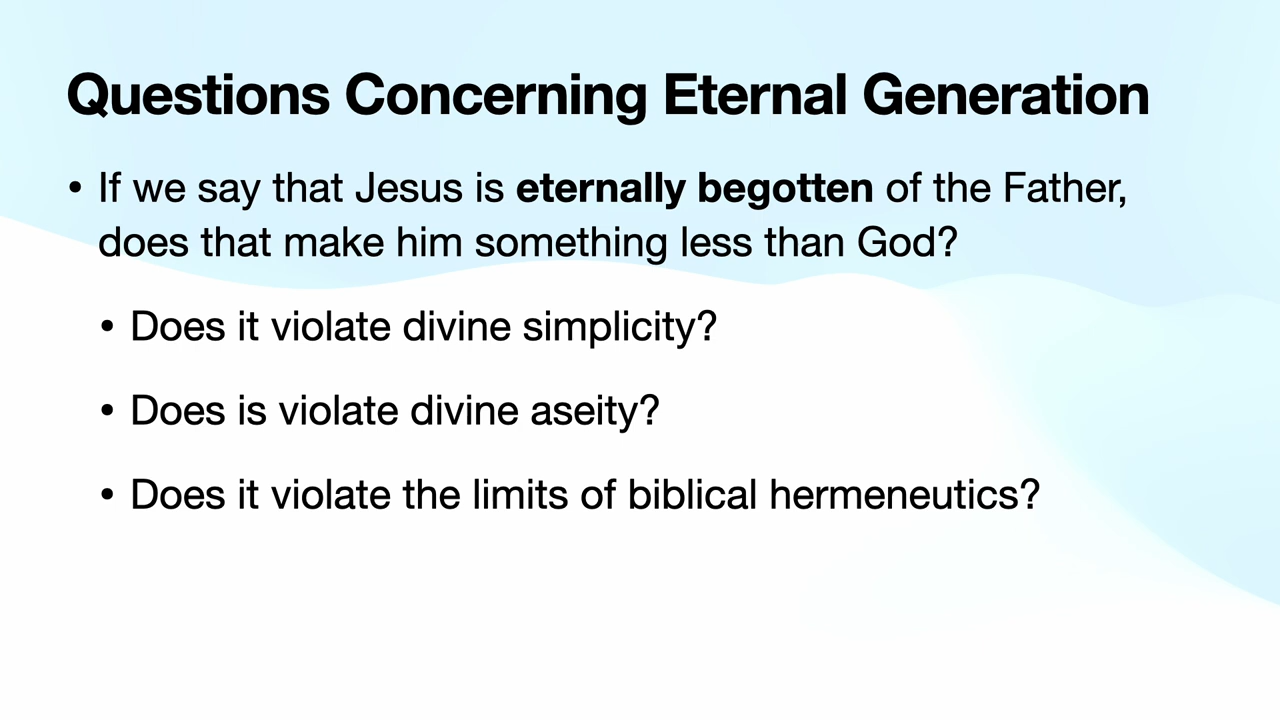 Questions Concerning Eternal Generation
• If we say that Jesus is eternally begotten of the Father,
does that make him something less than God?
• Does it violate divine simplicity?
• Does is violate divine aseity?
• Does it violate the limits of biblical hermeneutics?